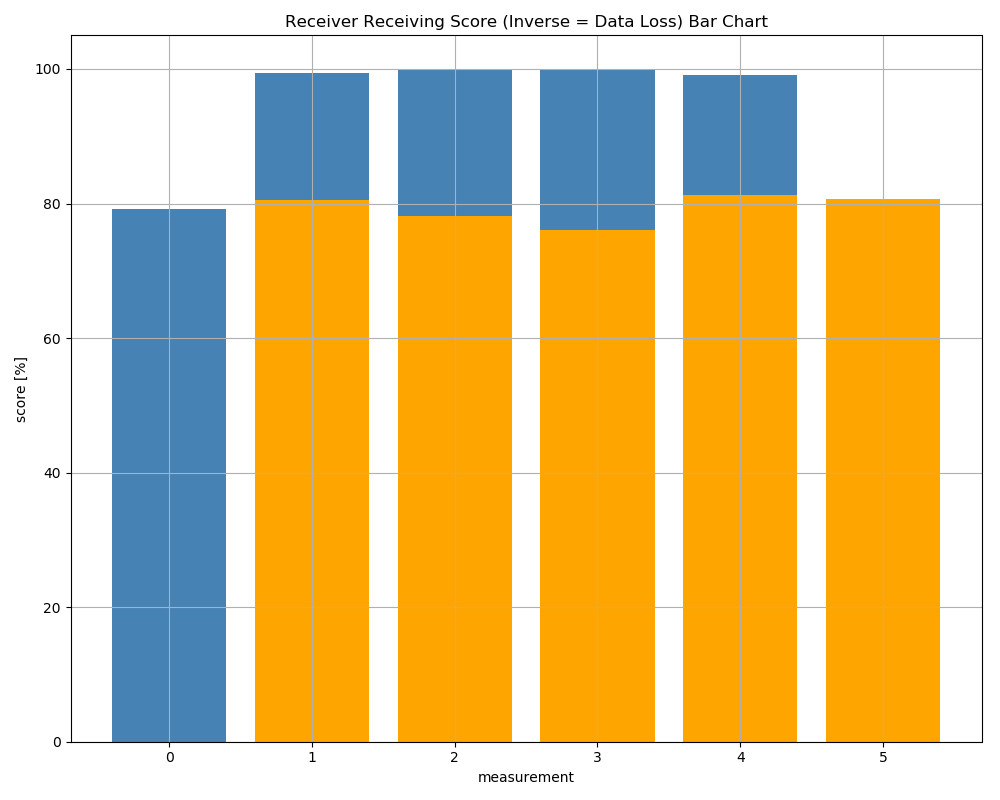 Receiver Receiving Score (Inverse = Data Loss) Bar Chart
100
80
60
40
20
0
score [%]
0 1 2 3 4 5
measurement